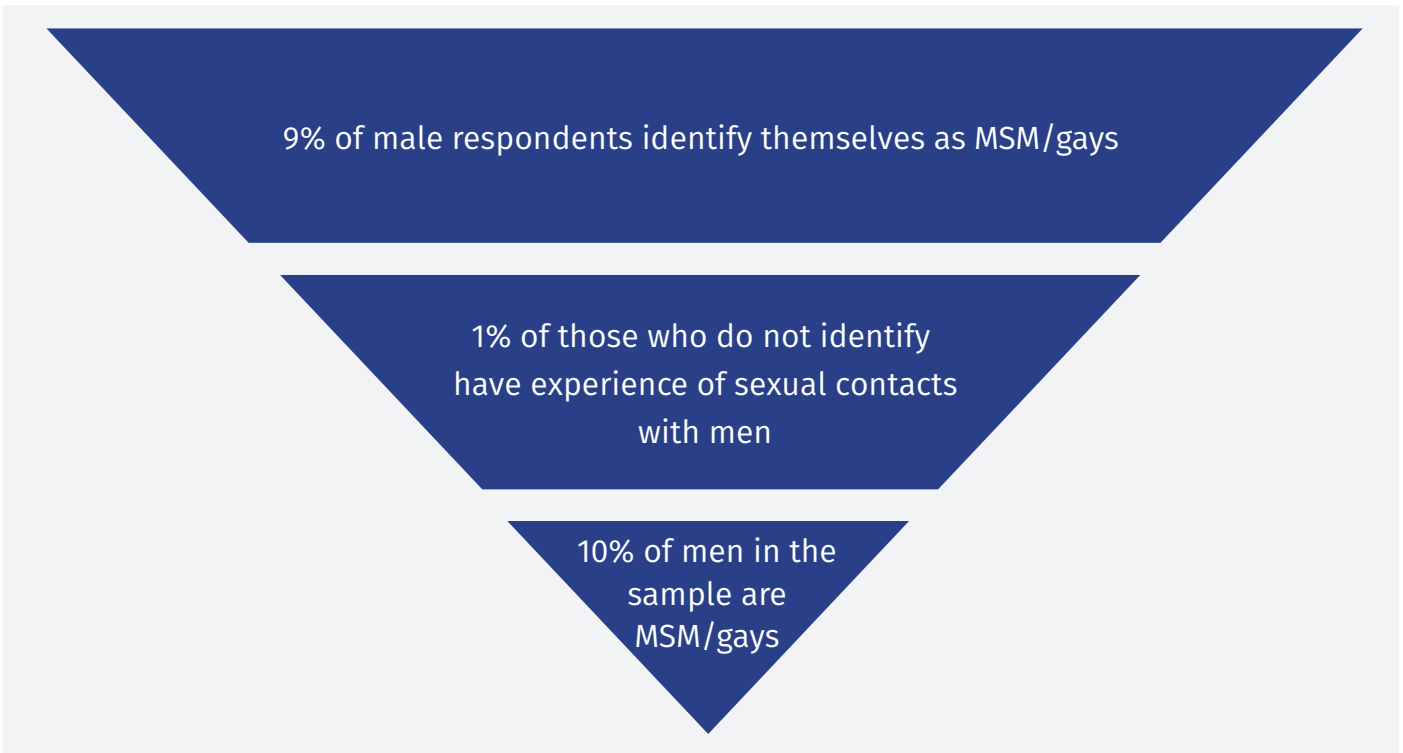 9% of male respondents identify themselves as MSM/gays
1% of those who do not identify
have experience of sexual contacts
with men
10% of men in the
sample are
MSM/gays